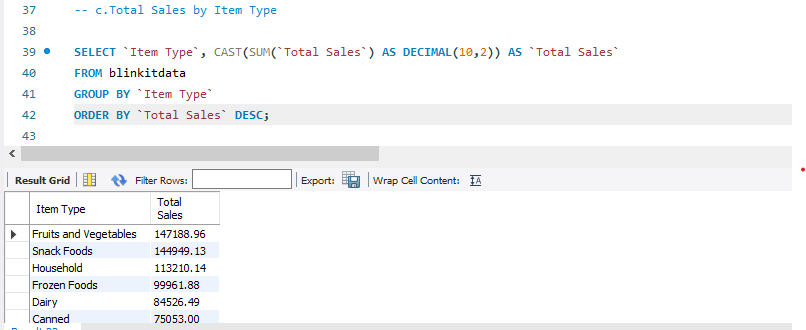 37 -- c.Total Sales by Item Type
38
39 SELECT `Item Type`, CAST(SUM(`Total Sales`) AS DECIMAL(10,2)) AS `Total Sales`
40 FROM blinkitdata
41 GROUP BY `Item Type`
42 ORDER BY `Total Sales` DESC;
43
Result Grid Filter Rows: Export: Wrap Cell Content:
Item Type Total Sales
Fruits and Vegetables 147188.96
Snack Foods 144949.13
Household 113210.14
Frozen Foods 99961.88
Dairy 84526.49
Canned 75053.00